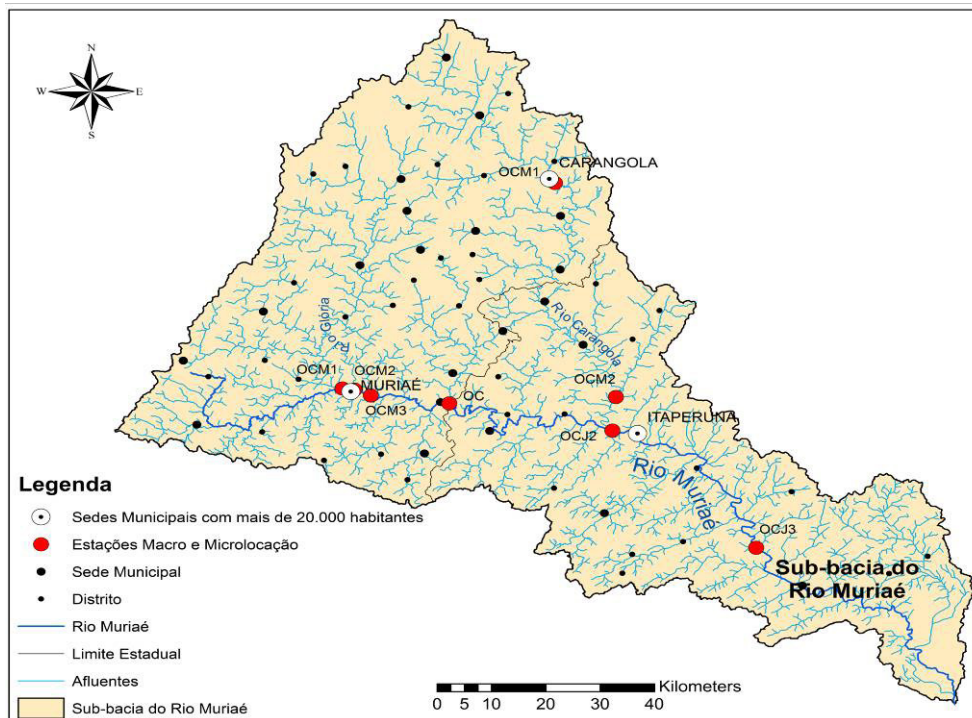 N
W
E
S
CARANGOLA
OCM1
Rio Carangola
Rio Glória
OCM1
OCM2
MURIAÉ
OCM3
OC
OCM2
ITAPERUNA
OCJ2
Rio Muriaé
OCJ3
Sub-bacia do
Rio Muriaé
Legenda
Sedes Municipais com mais de 20.000 habitantes
Estações Macro e Microlocação
Sede Municipal
Distrito
Rio Muriaé
Limite Estadual
Afluentes
Sub-bacia do Rio Muriaé
Kilometers
0 5 10 20 30 40